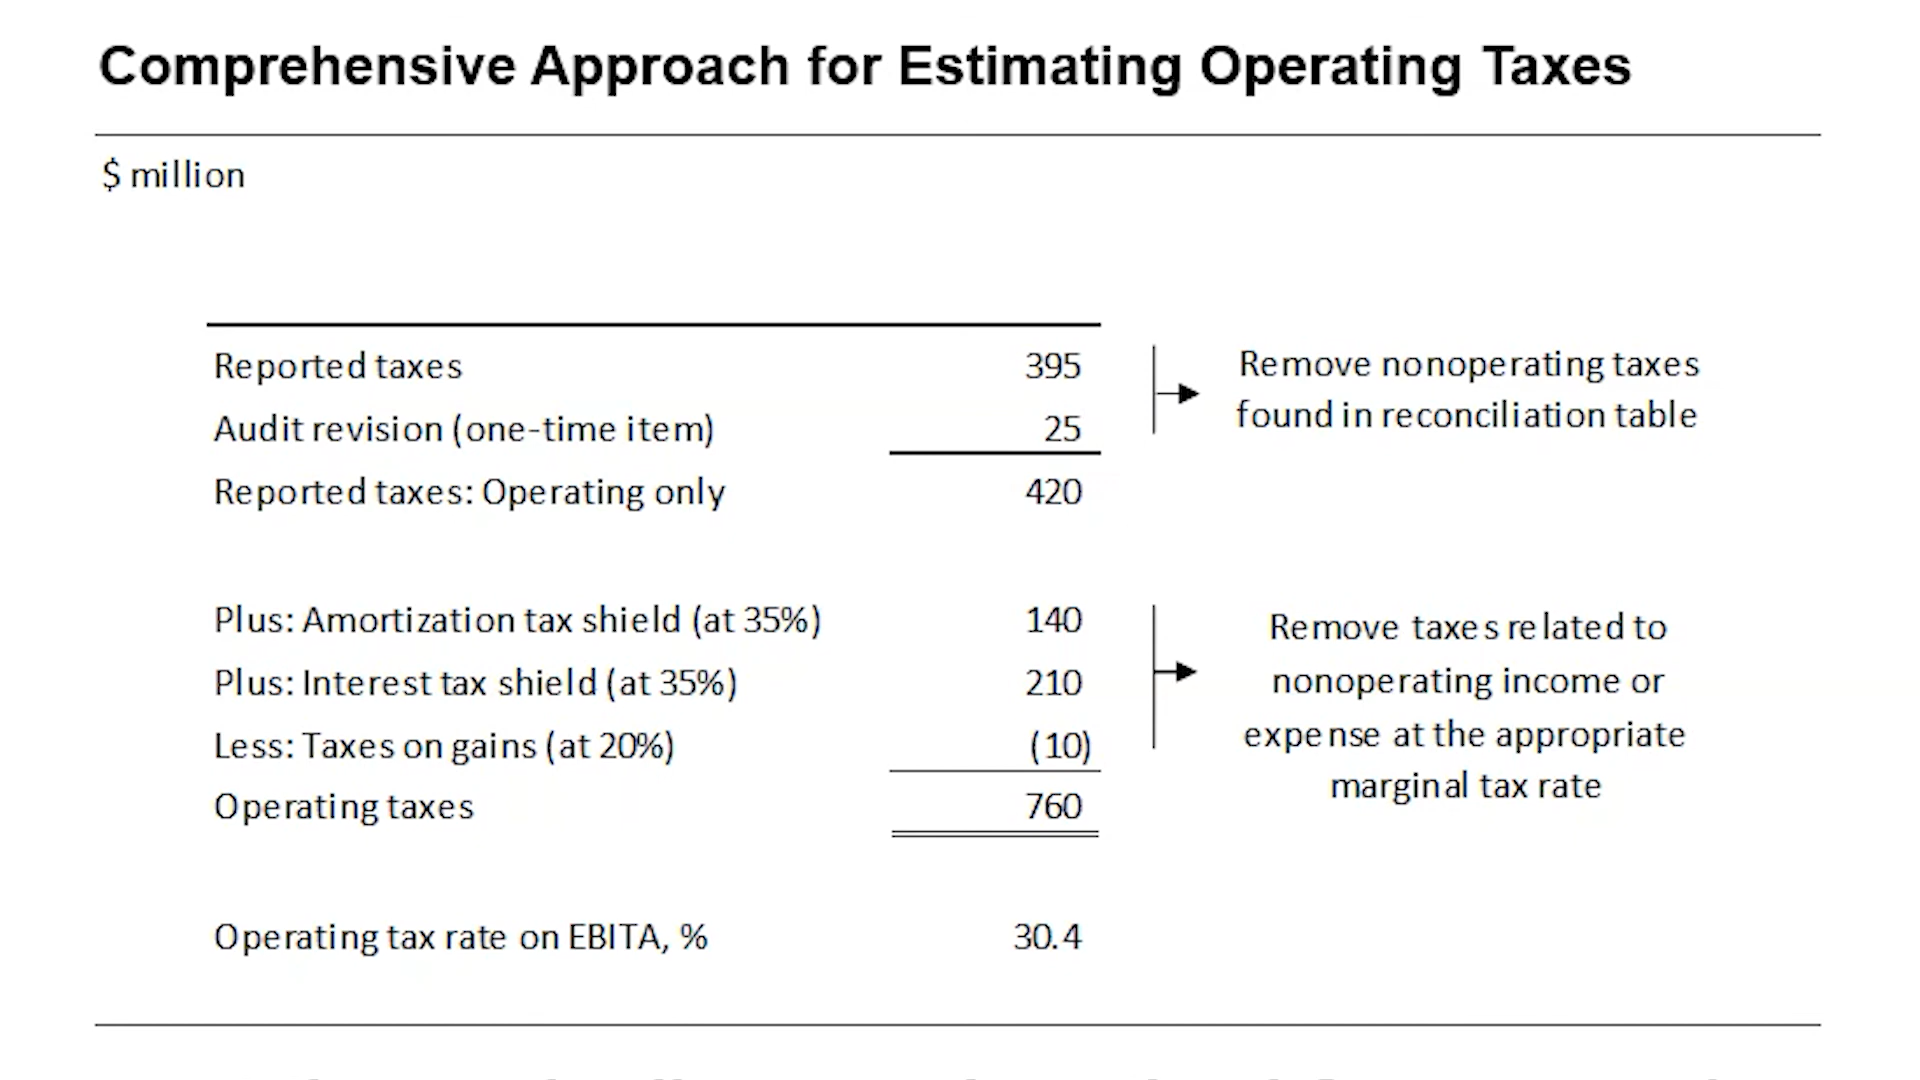 Comprehensive Approach for Estimating Operating Taxes
$ million
Reported taxes 395
Audit revision (one-time item) 25
Reported taxes: Operating only 420
Remove nonoperating taxes
found in reconciliation table
Plus: Amortization tax shield (at 35%) 140
Plus: Interest tax shield (at 35%) 210
Less: Taxes on gains (at 20%) (10)
Operating taxes 760
Remove taxes related to
nonoperating income or
expense at the appropriate
marginal tax rate
Operating tax rate on EBITA, % 30.4